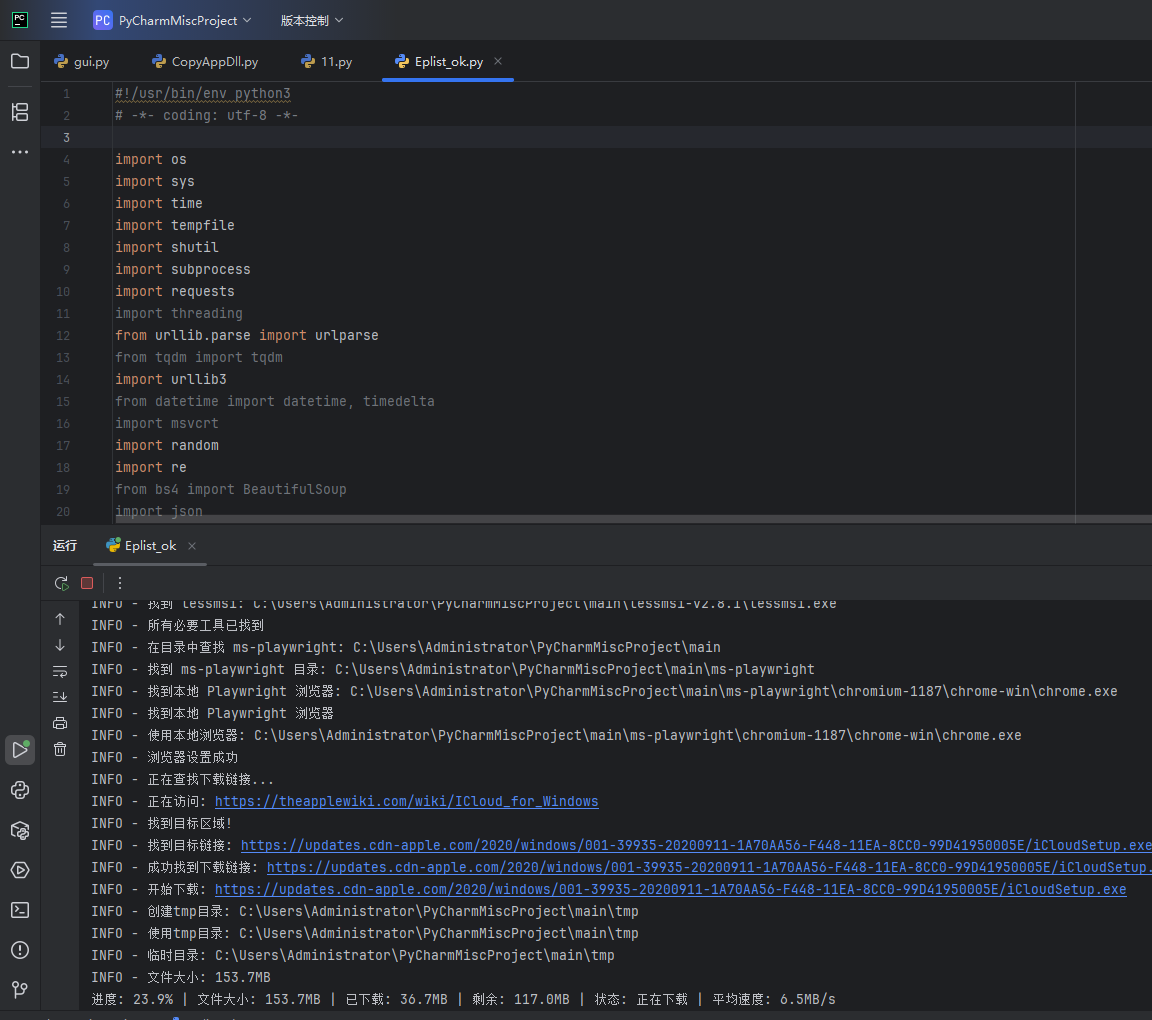 PC
PC PyCharmMiscProject 版本控制
gui.py CopyAppDll.py 11.py Eplist_ok.py
1 #!/usr/bin/env python3
2 # -*- coding: utf-8 -*-
3
4 import os
5 import sys
6 import time
7 import tempfile
8 import shutil
9 import subprocess
10 import requests
11 import threading
12 from urllib.parse import urlparse
13 from tqdm import tqdm
14 import urllib3
15 from datetime import datetime, timedelta
16 import msvcrt
17 import random
18 import re
19 from bs4 import BeautifulSoup
20 import json
运行 Eplist_ok
INFO - 找到 lessmsi: C:\Users\Administrator\PyCharmMiscProject\main\lessmsi-v2.8.1\lessmsi.exe
INFO - 所有必要工具已找到
INFO - 在目录中查找 ms-playwright: C:\Users\Administrator\PyCharmMiscProject\main
INFO - 找到 ms-playwright 目录: C:\Users\Administrator\PyCharmMiscProject\main\ms-playwright
INFO - 找到本地 Playwright 浏览器: C:\Users\Administrator\PyCharmMiscProject\main\ms-playwright\chromium-1187\chrome-win\chrome.exe
INFO - 找到本地 Playwright 浏览器
INFO - 使用本地浏览器: C:\Users\Administrator\PyCharmMiscProject\main\ms-playwright\chromium-1187\chrome-win\chrome.exe
INFO - 浏览器设置成功
INFO - 正在查找下载链接...
INFO - 正在访问: https://theapplewiki.com/wiki/ICloud_for_Windows
INFO - 找到目标区域!
INFO - 找到目标链接: https://updates.cdn-apple.com/2020/windows/001-39935-20200911-1A70AA56-F448-11EA-8CC0-99D41950005E/iCloudSetup.exe
INFO - 成功找到下载链接: https://updates.cdn-apple.com/2020/windows/001-39935-20200911-1A70AA56-F448-11EA-8CC0-99D41950005E/iCloudSetup.
INFO - 开始下载: https://updates.cdn-apple.com/2020/windows/001-39935-20200911-1A70AA56-F448-11EA-8CC0-99D41950005E/iCloudSetup.exe
INFO - 创建tmp目录: C:\Users\Administrator\PyCharmMiscProject\main\tmp
INFO - 使用tmp目录: C:\Users\Administrator\PyCharmMiscProject\main\tmp
INFO - 临时目录: C:\Users\Administrator\PyCharmMiscProject\main\tmp
INFO - 文件大小: 153.7MB
进度: 23.9% | 文件大小: 153.7MB | 已下载: 36.7MB | 剩余: 117.0MB | 状态: 正在下载 | 平均速度: 6.5MB/s